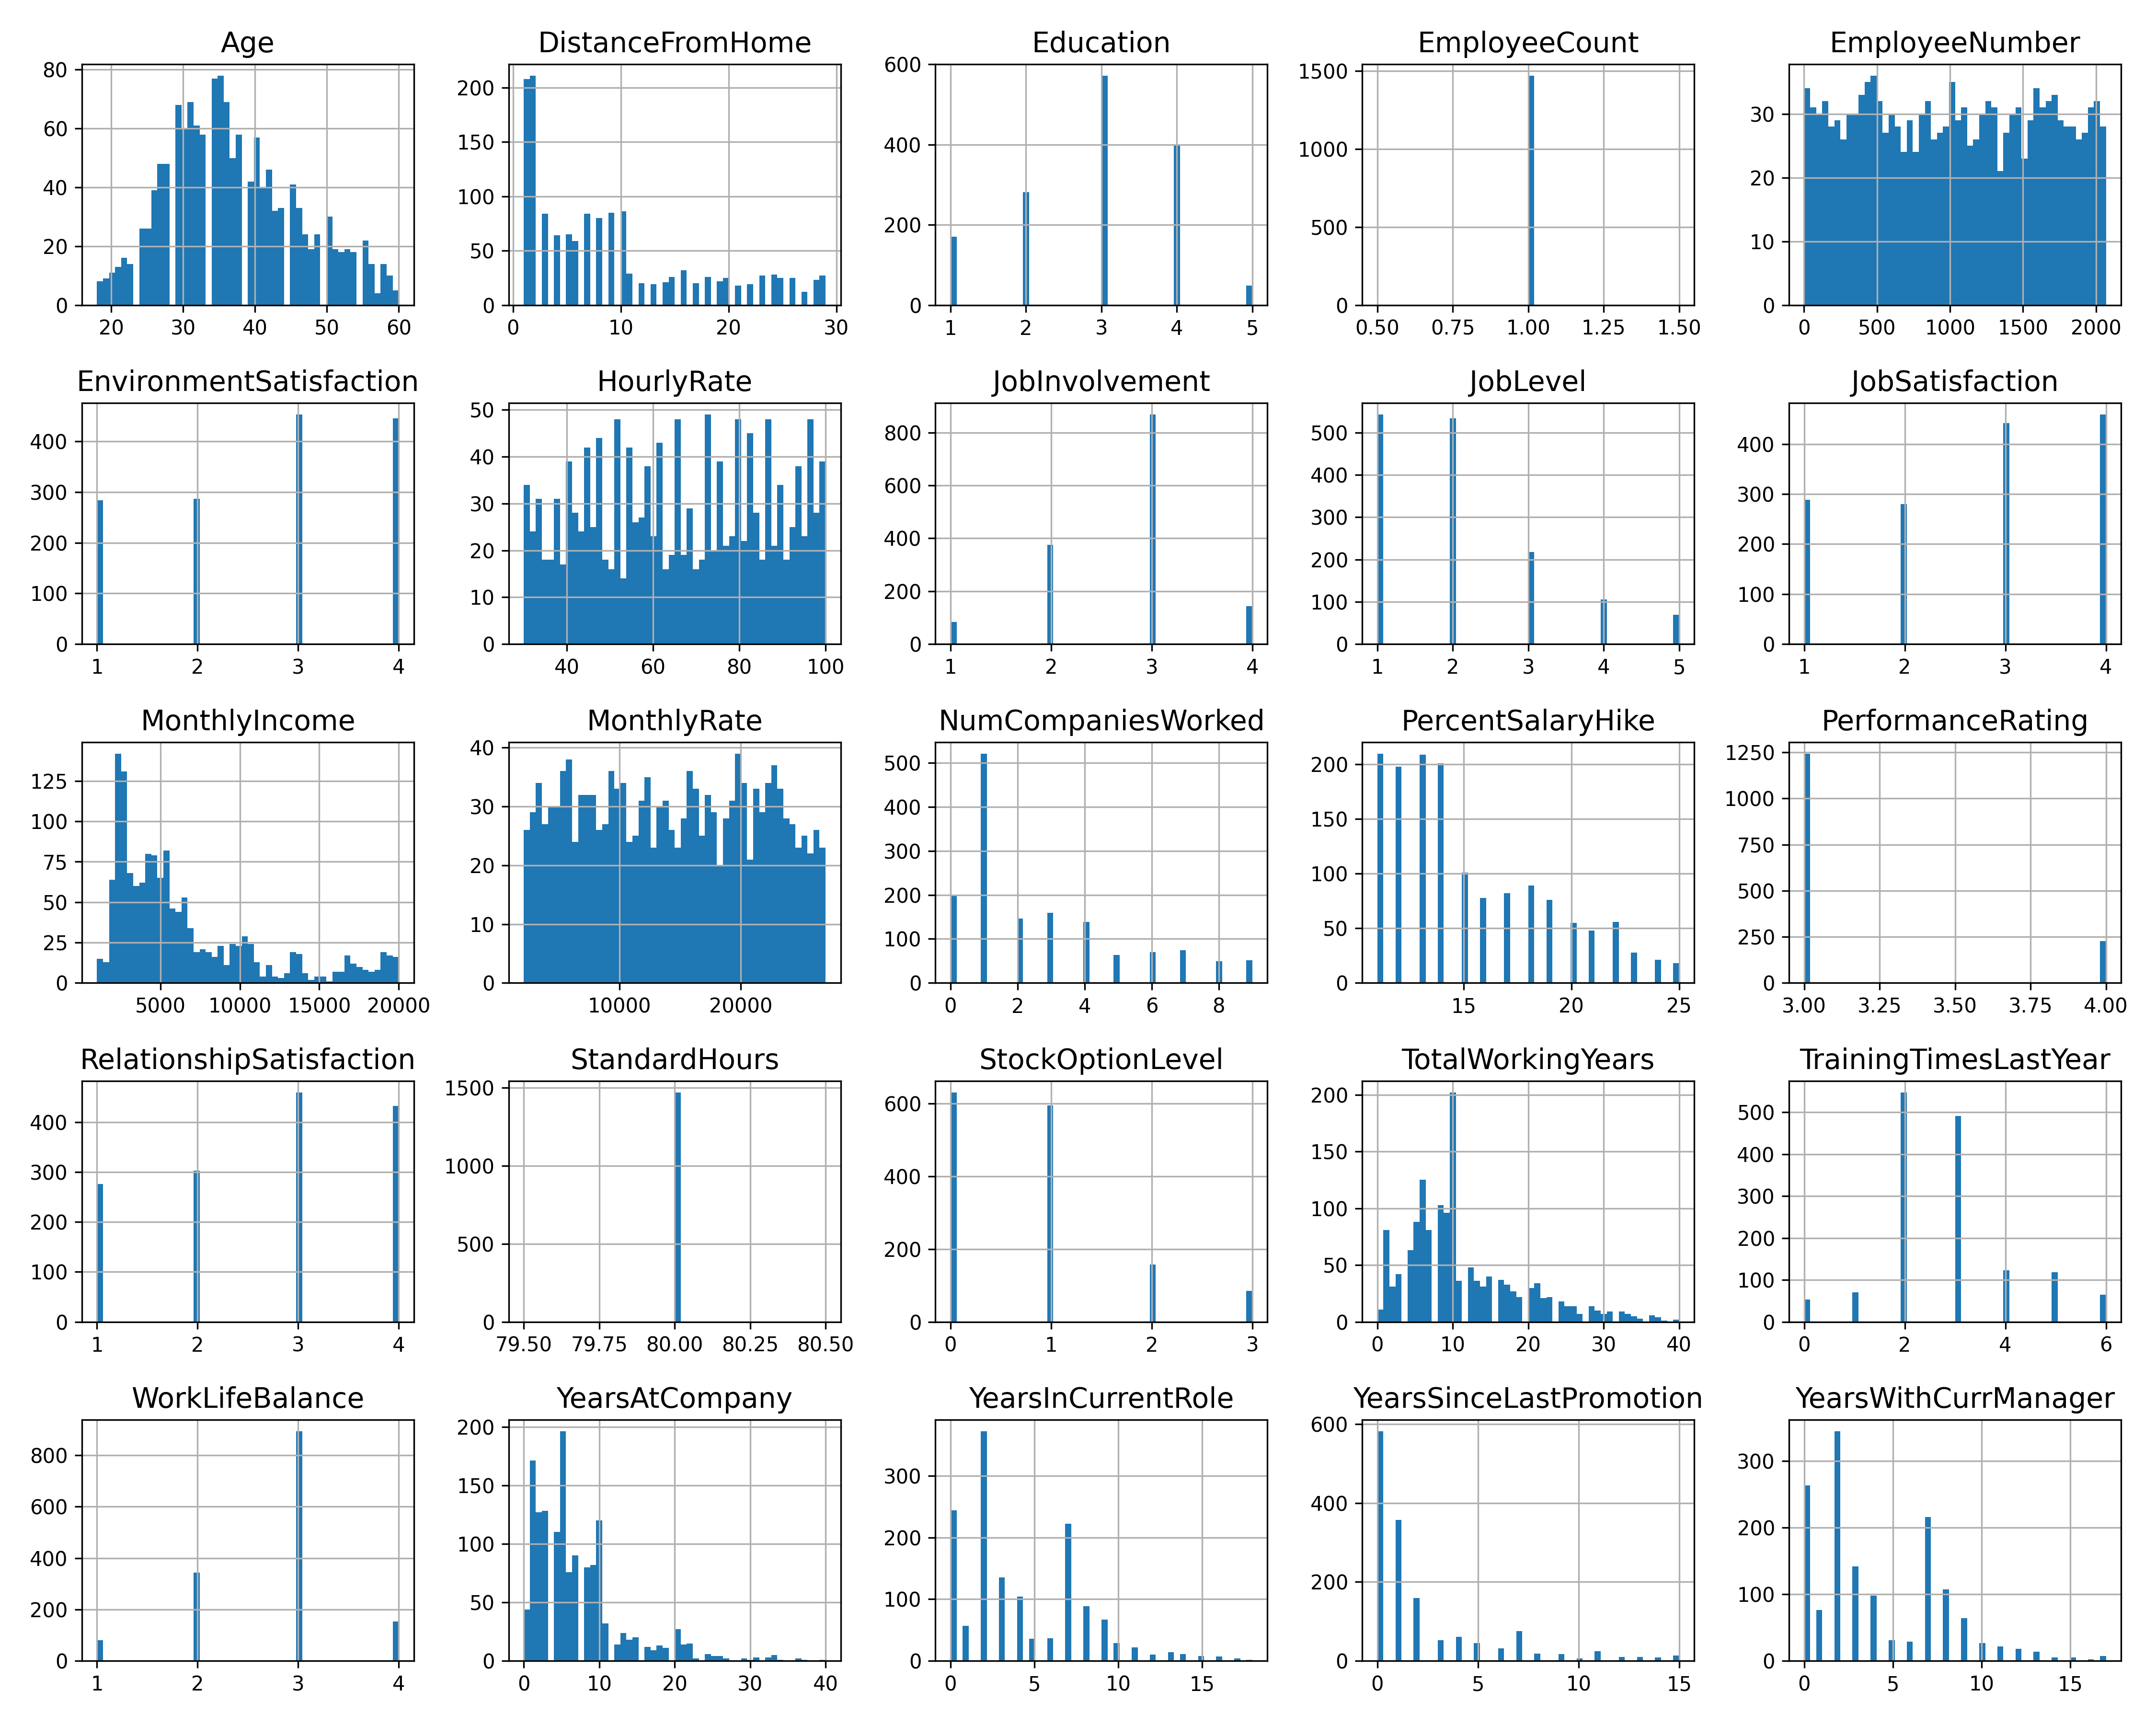 Age DistanceFromHome Education EmployeeCount EmployeeNumber
80 200 600 1500
60 150 400 1000 30
40 100 20
20 50 200 500 10
0 0 0 0 0
20 30 40 50 60 0 10 20 30 1 2 3 4 5 0.50 0.75 1.00 1.25 1.50 0 500 1000 1500 2000
EnvironmentSatisfaction HourlyRate JobInvolvement JobLevel JobSatisfaction
400 50 800 500 400
300 40 600 400 300
200 30 400 300 200
100 20 200 200 100
10 100
0 0 0 0 0
1 2 3 4 40 60 80 100 1 2 3 4 1 2 3 4 5 1 2 3 4
MonthlyIncome MonthlyRate NumCompaniesWorked PercentSalaryHike PerformanceRating
125 40 500 200 1250
100 30 400 150 1000
75 20 300 100 750
50 10 200 50 500
25 100 250
0 0 0 0 0
5000 10000 15000 20000 10000 20000 0 2 4 6 8 15 20 25 3.00 3.25 3.50 3.75 4.00
RelationshipSatisfaction StandardHours StockOptionLevel TotalWorkingYears TrainingTimesLastYear
400 1500 600 200 500
300 1000 400 150 400
200 500 200 100 300
100 50 200
100
0 0 0 0 0
1 2 3 4 79.50 79.75 80.00 80.25 80.50 0 1 2 3 0 10 20 30 40 0 2 4 6
WorkLifeBalance YearsAtCompany YearsInCurrentRole YearsSinceLastPromotion YearsWithCurrManager
800 200 300 600 300
600 150 200 400 200
400 100 100 200 100
200 50
0 0 0 0 0
1 2 3 4 0 10 20 30 40 0 5 10 15 0 5 10 15 0 5 10 15